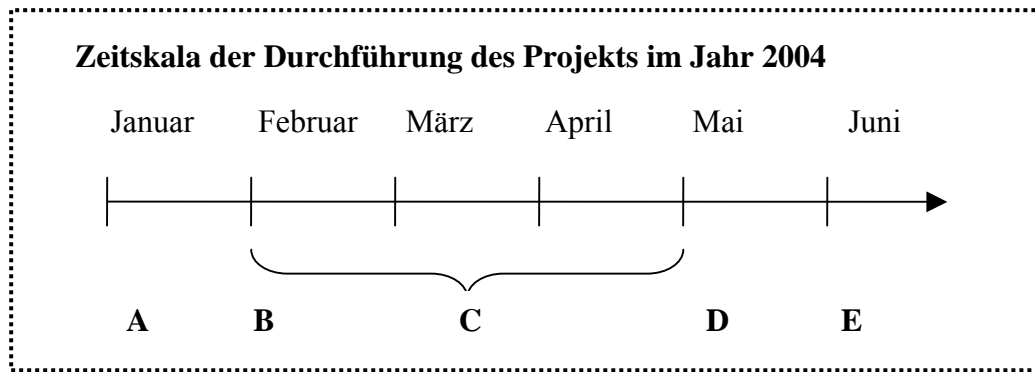 Zeitskala der Durchführung des Projekts im Jahr 2004
Januar Februar März April Mai Juni
A B C D E